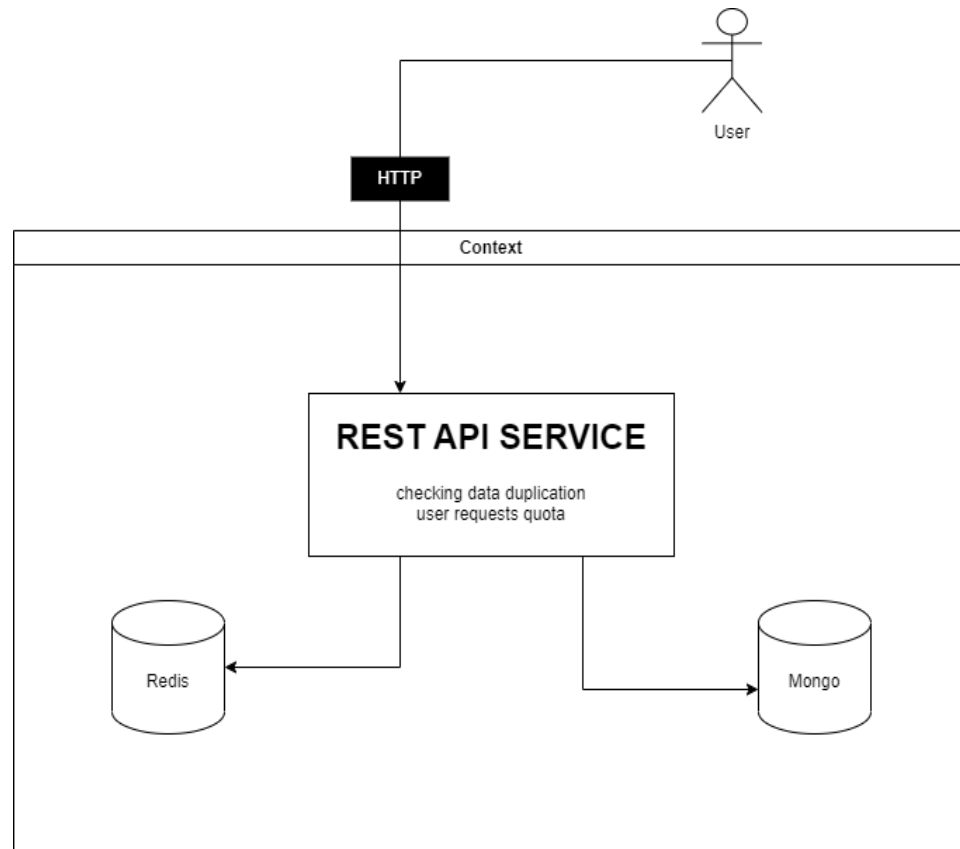 User
HTTP
Context
REST API SERVICE
checking data duplication
user requests quota
Redis
Mongo